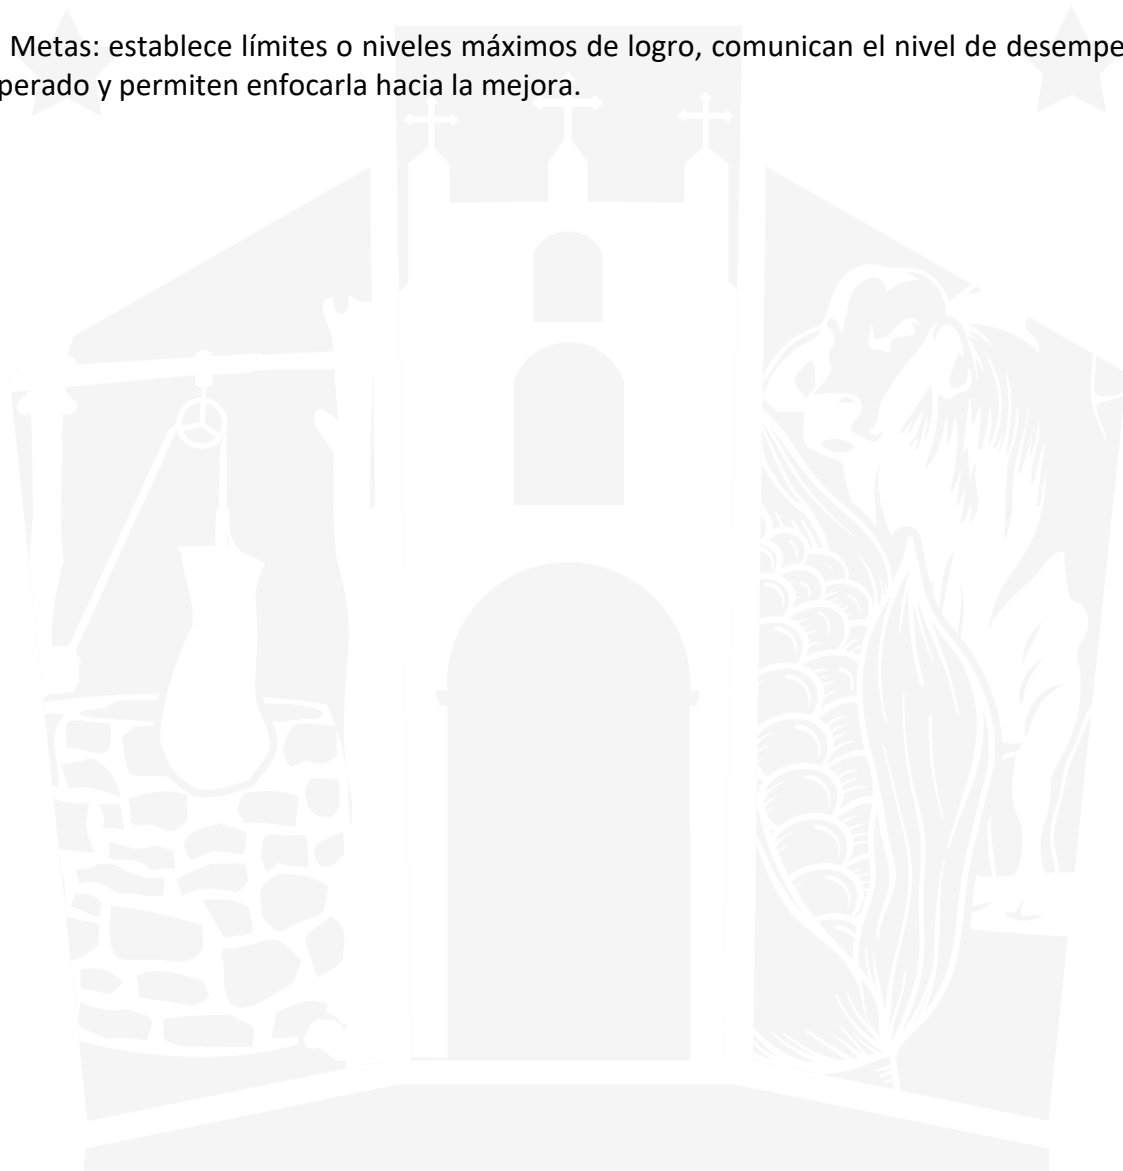 Metas: establece límites o niveles máximos de logro, comunican el nivel de desempe
perado y permiten enfocarla hacia la mejora.